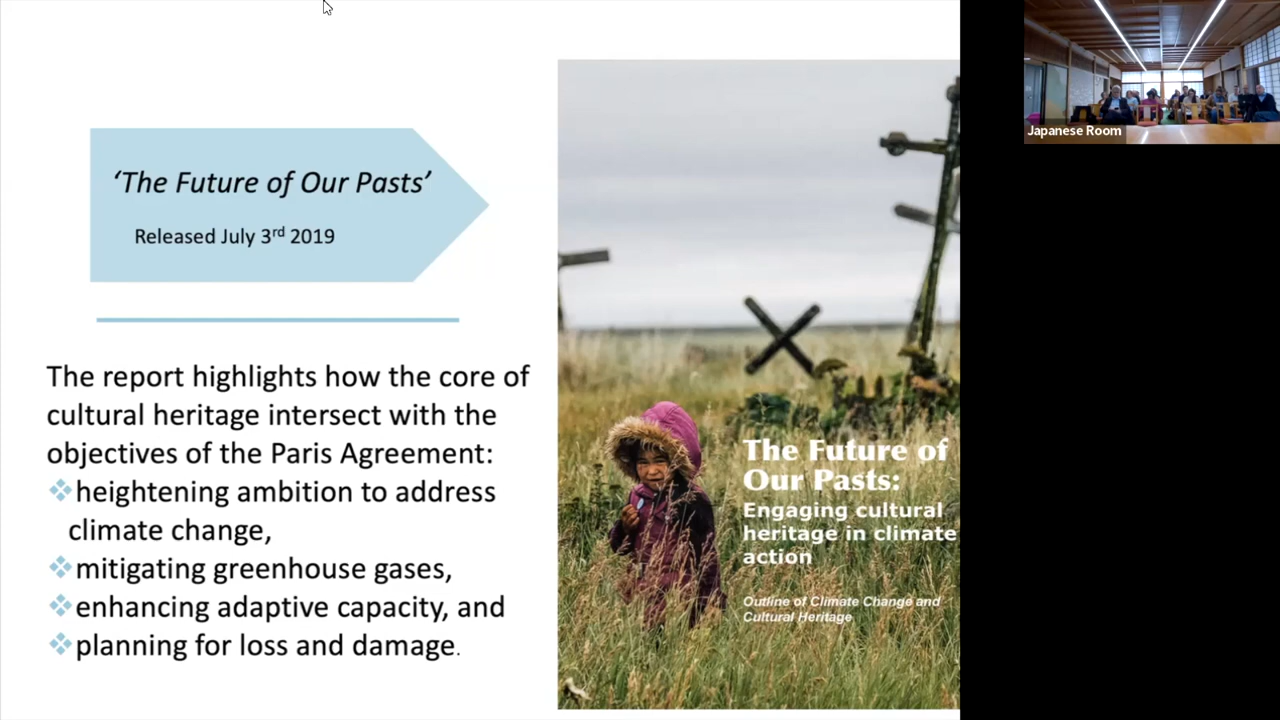 ‘The Future of Our Pasts’
Released July 3rd 2019
The report highlights how the core of
cultural heritage intersect with the
objectives of the Paris Agreement:
heightening ambition to address
climate change,
mitigating greenhouse gases,
enhancing adaptive capacity, and
planning for loss and damage.
The Future of
Our Pasts:
Engaging cultural
heritage in climate
action
Outline of Climate Change and
Cultural Heritage
Japanese Room